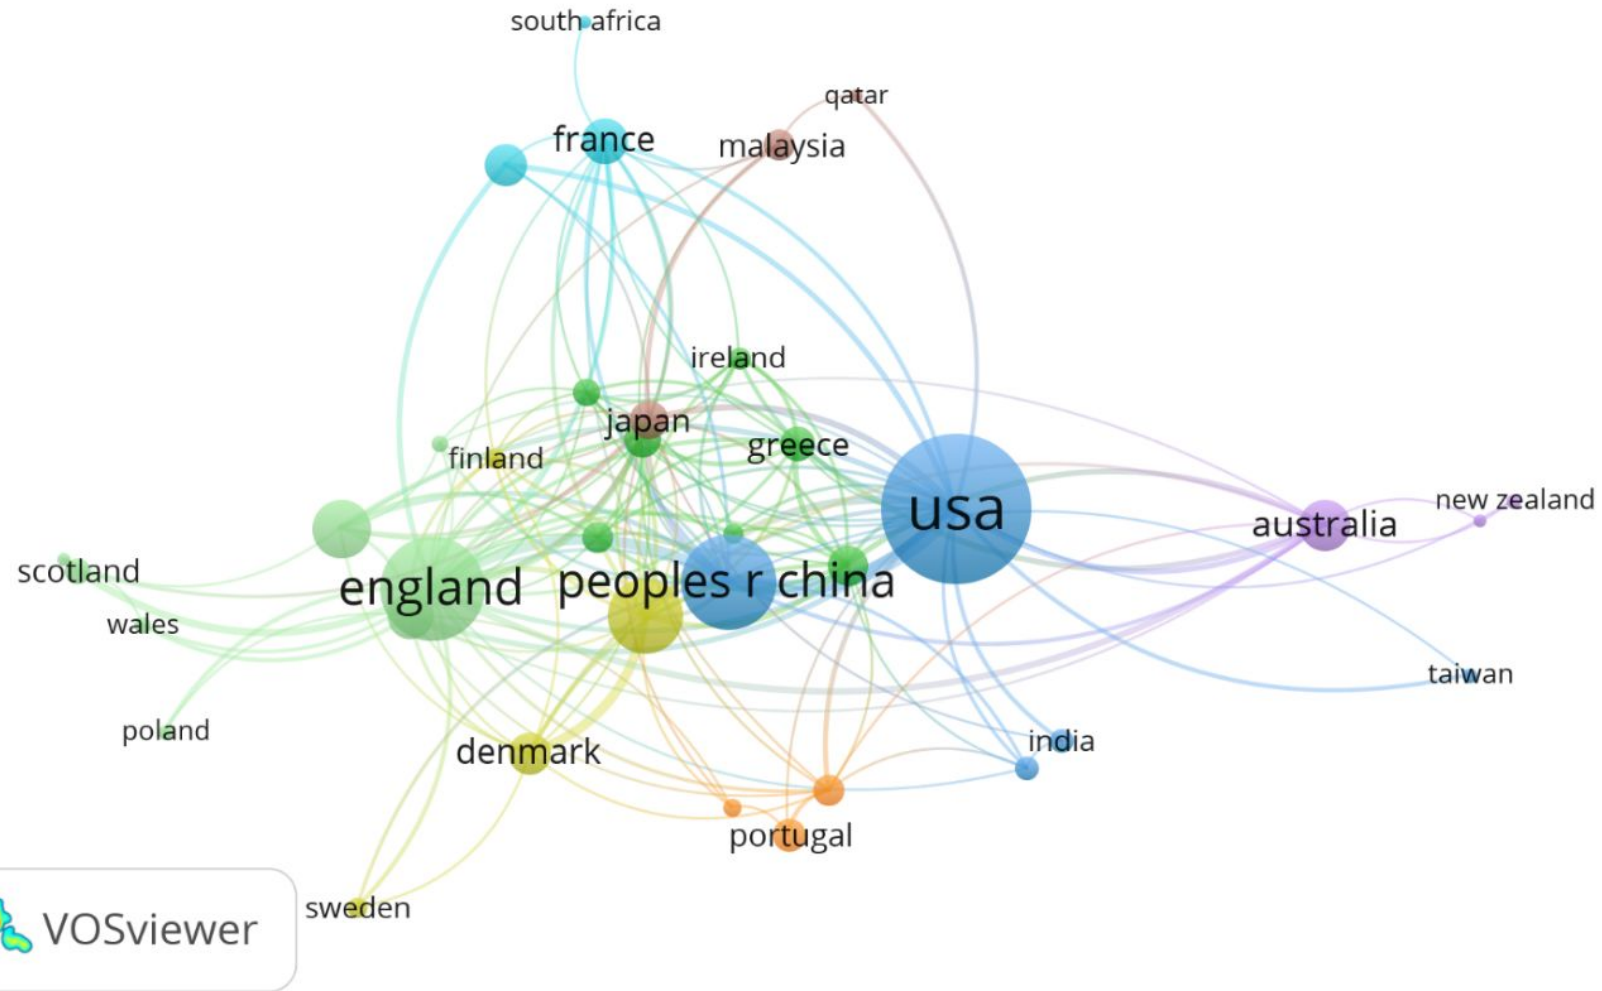 south africa
qatar
france
malaysia
ireland
japan
greece
finland
new zealand
usa
australia
scotland
england
peoples r china
wales
taiwan
poland
india
denmark
portugal
sweden
VOSviewer